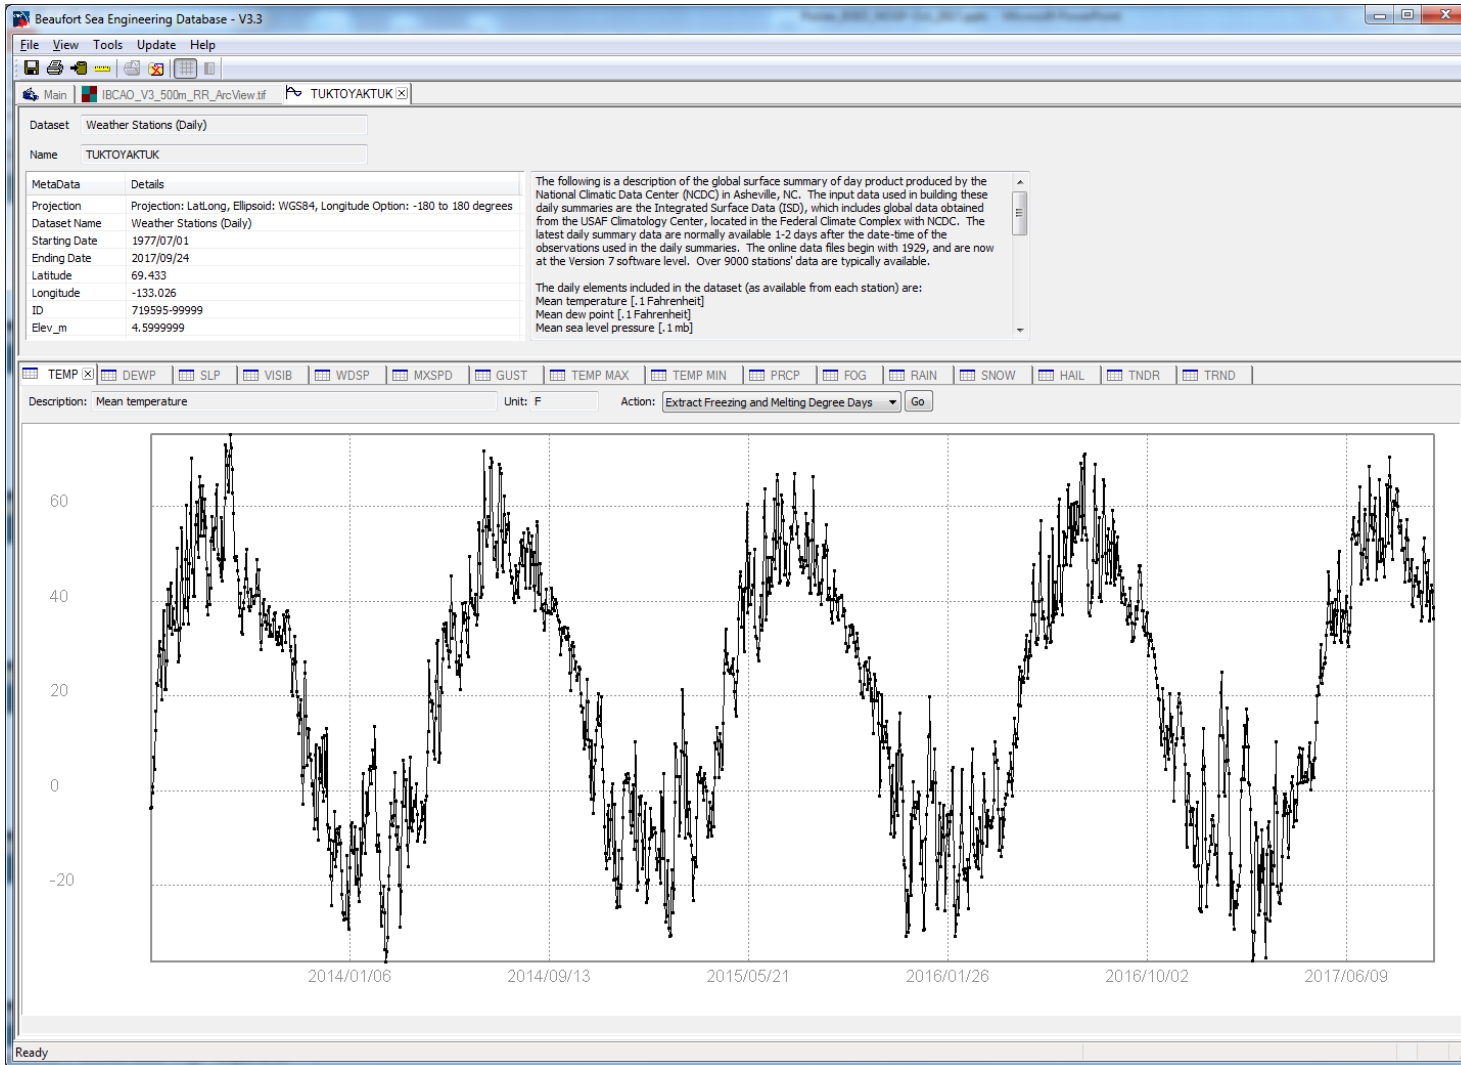 Beaufort Sea Engineering Database - V3.3
File View Tools Update Help
Main IBCAO_V3_500m_RR_ArcView.tif TUKTOYAKTUK
Dataset Weather Stations (Daily)
Name TUKTOYAKTUK
MetaData Details
Projection Projection: LatLong, Ellipsoid: WGS84, Longitude Option: -180 to 180 degrees
Dataset Name Weather Stations (Daily)
Starting Date 1977/07/01
Ending Date 2017/09/24
Latitude 69.433
Longitude -133.026
ID 719595-99999
Elev_m 4.5999999
The following is a description of the global surface summary of day product produced by the
National Climatic Data Center (NCDC) in Asheville, NC. The input data used in building these
daily summaries are the Integrated Surface Data (ISD), which includes global data obtained
from the USAF Climatology Center, located in the Federal Climate Complex with NCDC. The
latest daily summary data are normally available 1-2 days after the date-time of the
observations used in the daily summaries. The online data files begin with 1929, and are now
at the Version 7 software level. Over 9000 stations' data are typically available.
The daily elements included in the dataset (as available from each station) are:
Mean temperature [.1 Fahrenheit]
Mean dew point [.1 Fahrenheit]
Mean sea level pressure [.1 mb]
TEMP DEWP SLP VISIB WDSP MXSPD GUST TEMP MAX TEMP MIN PRCP FOG RAIN SNOW HAIL TNDR TRND
Description: Mean temperature Unit: F Action: Extract Freezing and Melting Degree Days Go
60
40
20
0
-20
2014/01/06 2014/09/13 2015/05/21 2016/01/26 2016/10/02 2017/06/09
Ready